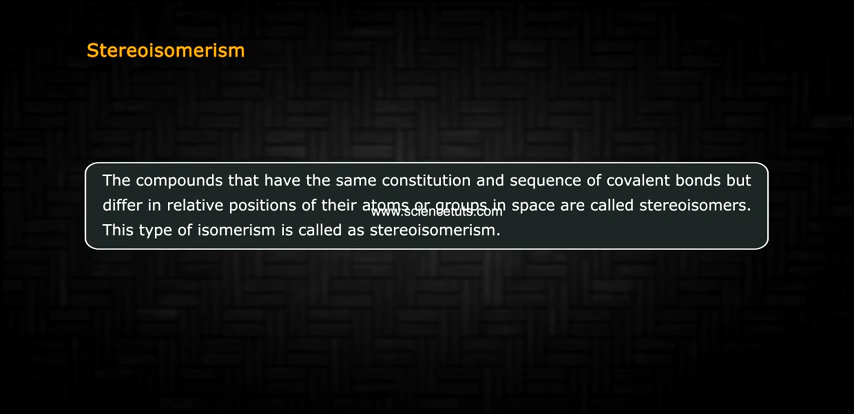 Stereoisomerism
The compounds that have the same constitution and sequence of covalent bonds but
differ in relative positions of their atoms or groups in space are called stereoisomers.
www.sciencetuts.com
This type of isomerism is called as stereoisomerism.